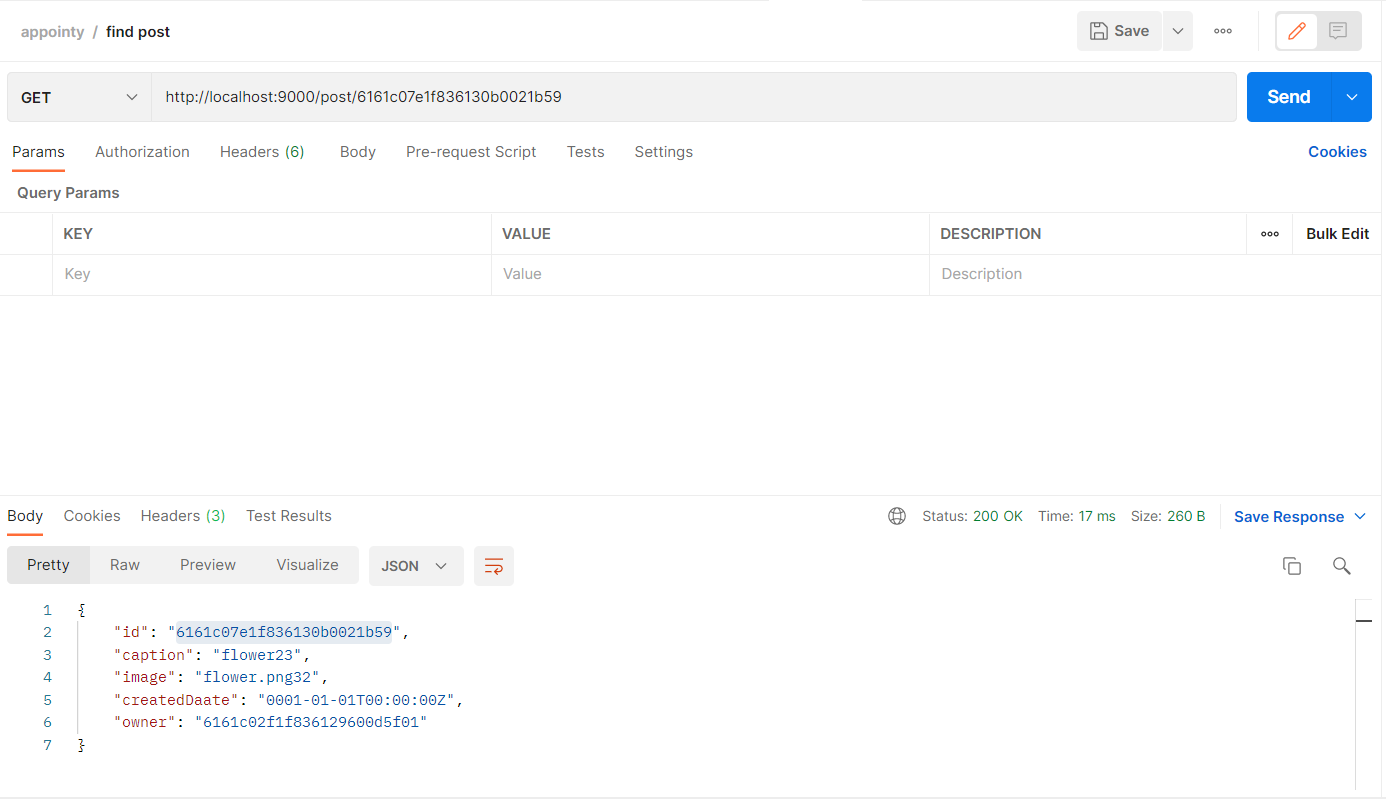 appointy / find post Save
GET http://localhost:9000/post/6161c07e1f836130b0021b59 Send
Params Authorization Headers (6) Body Pre-request Script Tests Settings Cookies
Query Params
KEY VALUE DESCRIPTION Bulk Edit
Key Value Description
Body Cookies Headers (3) Test Results Status: 200 OK Time: 17 ms Size: 260 B Save Response
Pretty Raw Preview Visualize JSON
1 {
2 "id": "6161c07e1f836130b0021b59",
3 "caption": "flower23",
4 "image": "flower.png32",
5 "createdDaate": "0001-01-01T00:00:00Z",
6 "owner": "6161c02f1f836129600d5f01"
7 }